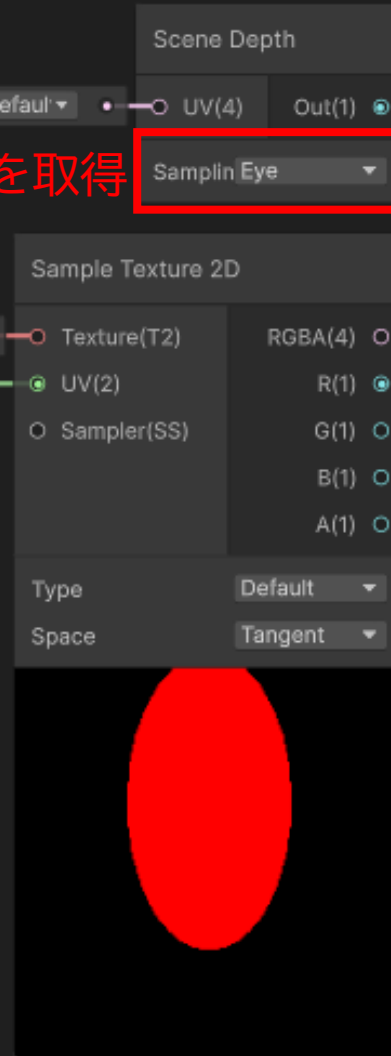 Scene Depth
efaul
UV(4) Out(1)
を取得
Samplin Eye
Sample Texture 2D
Texture(T2) RGBA(4)
UV(2) R(1)
Sampler(SS) G(1)
B(1)
A(1)
Type Default
Space Tangent